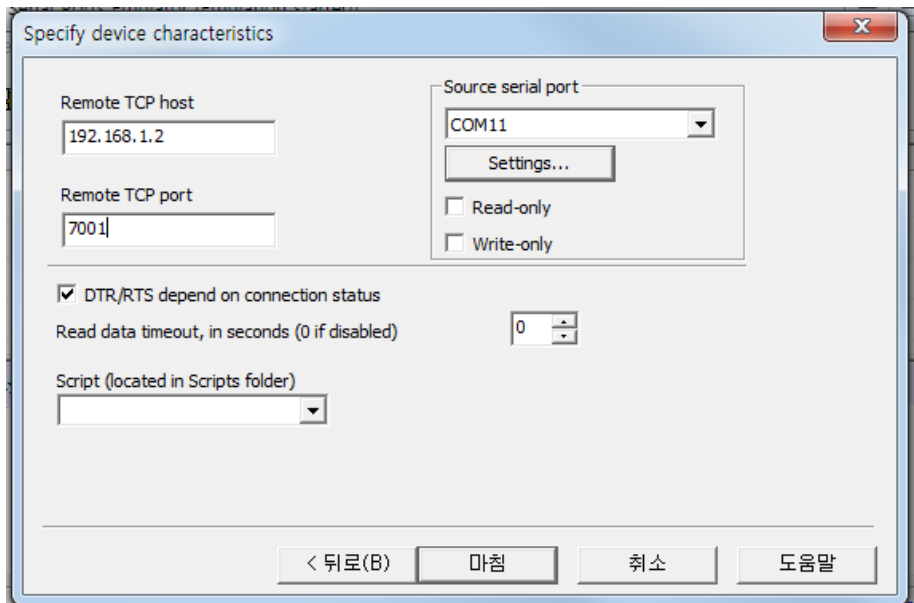 Specify device characteristics
Remote TCP host
192.168.1.2
Remote TCP port
7001
Source serial port
COM11
Settings...
Read-only
Write-only
DTR/RTS depend on connection status
Read data timeout, in seconds (0 if disabled)
0
Script (located in Scripts folder)
< 뒤로(B)
마침
취소
도움말